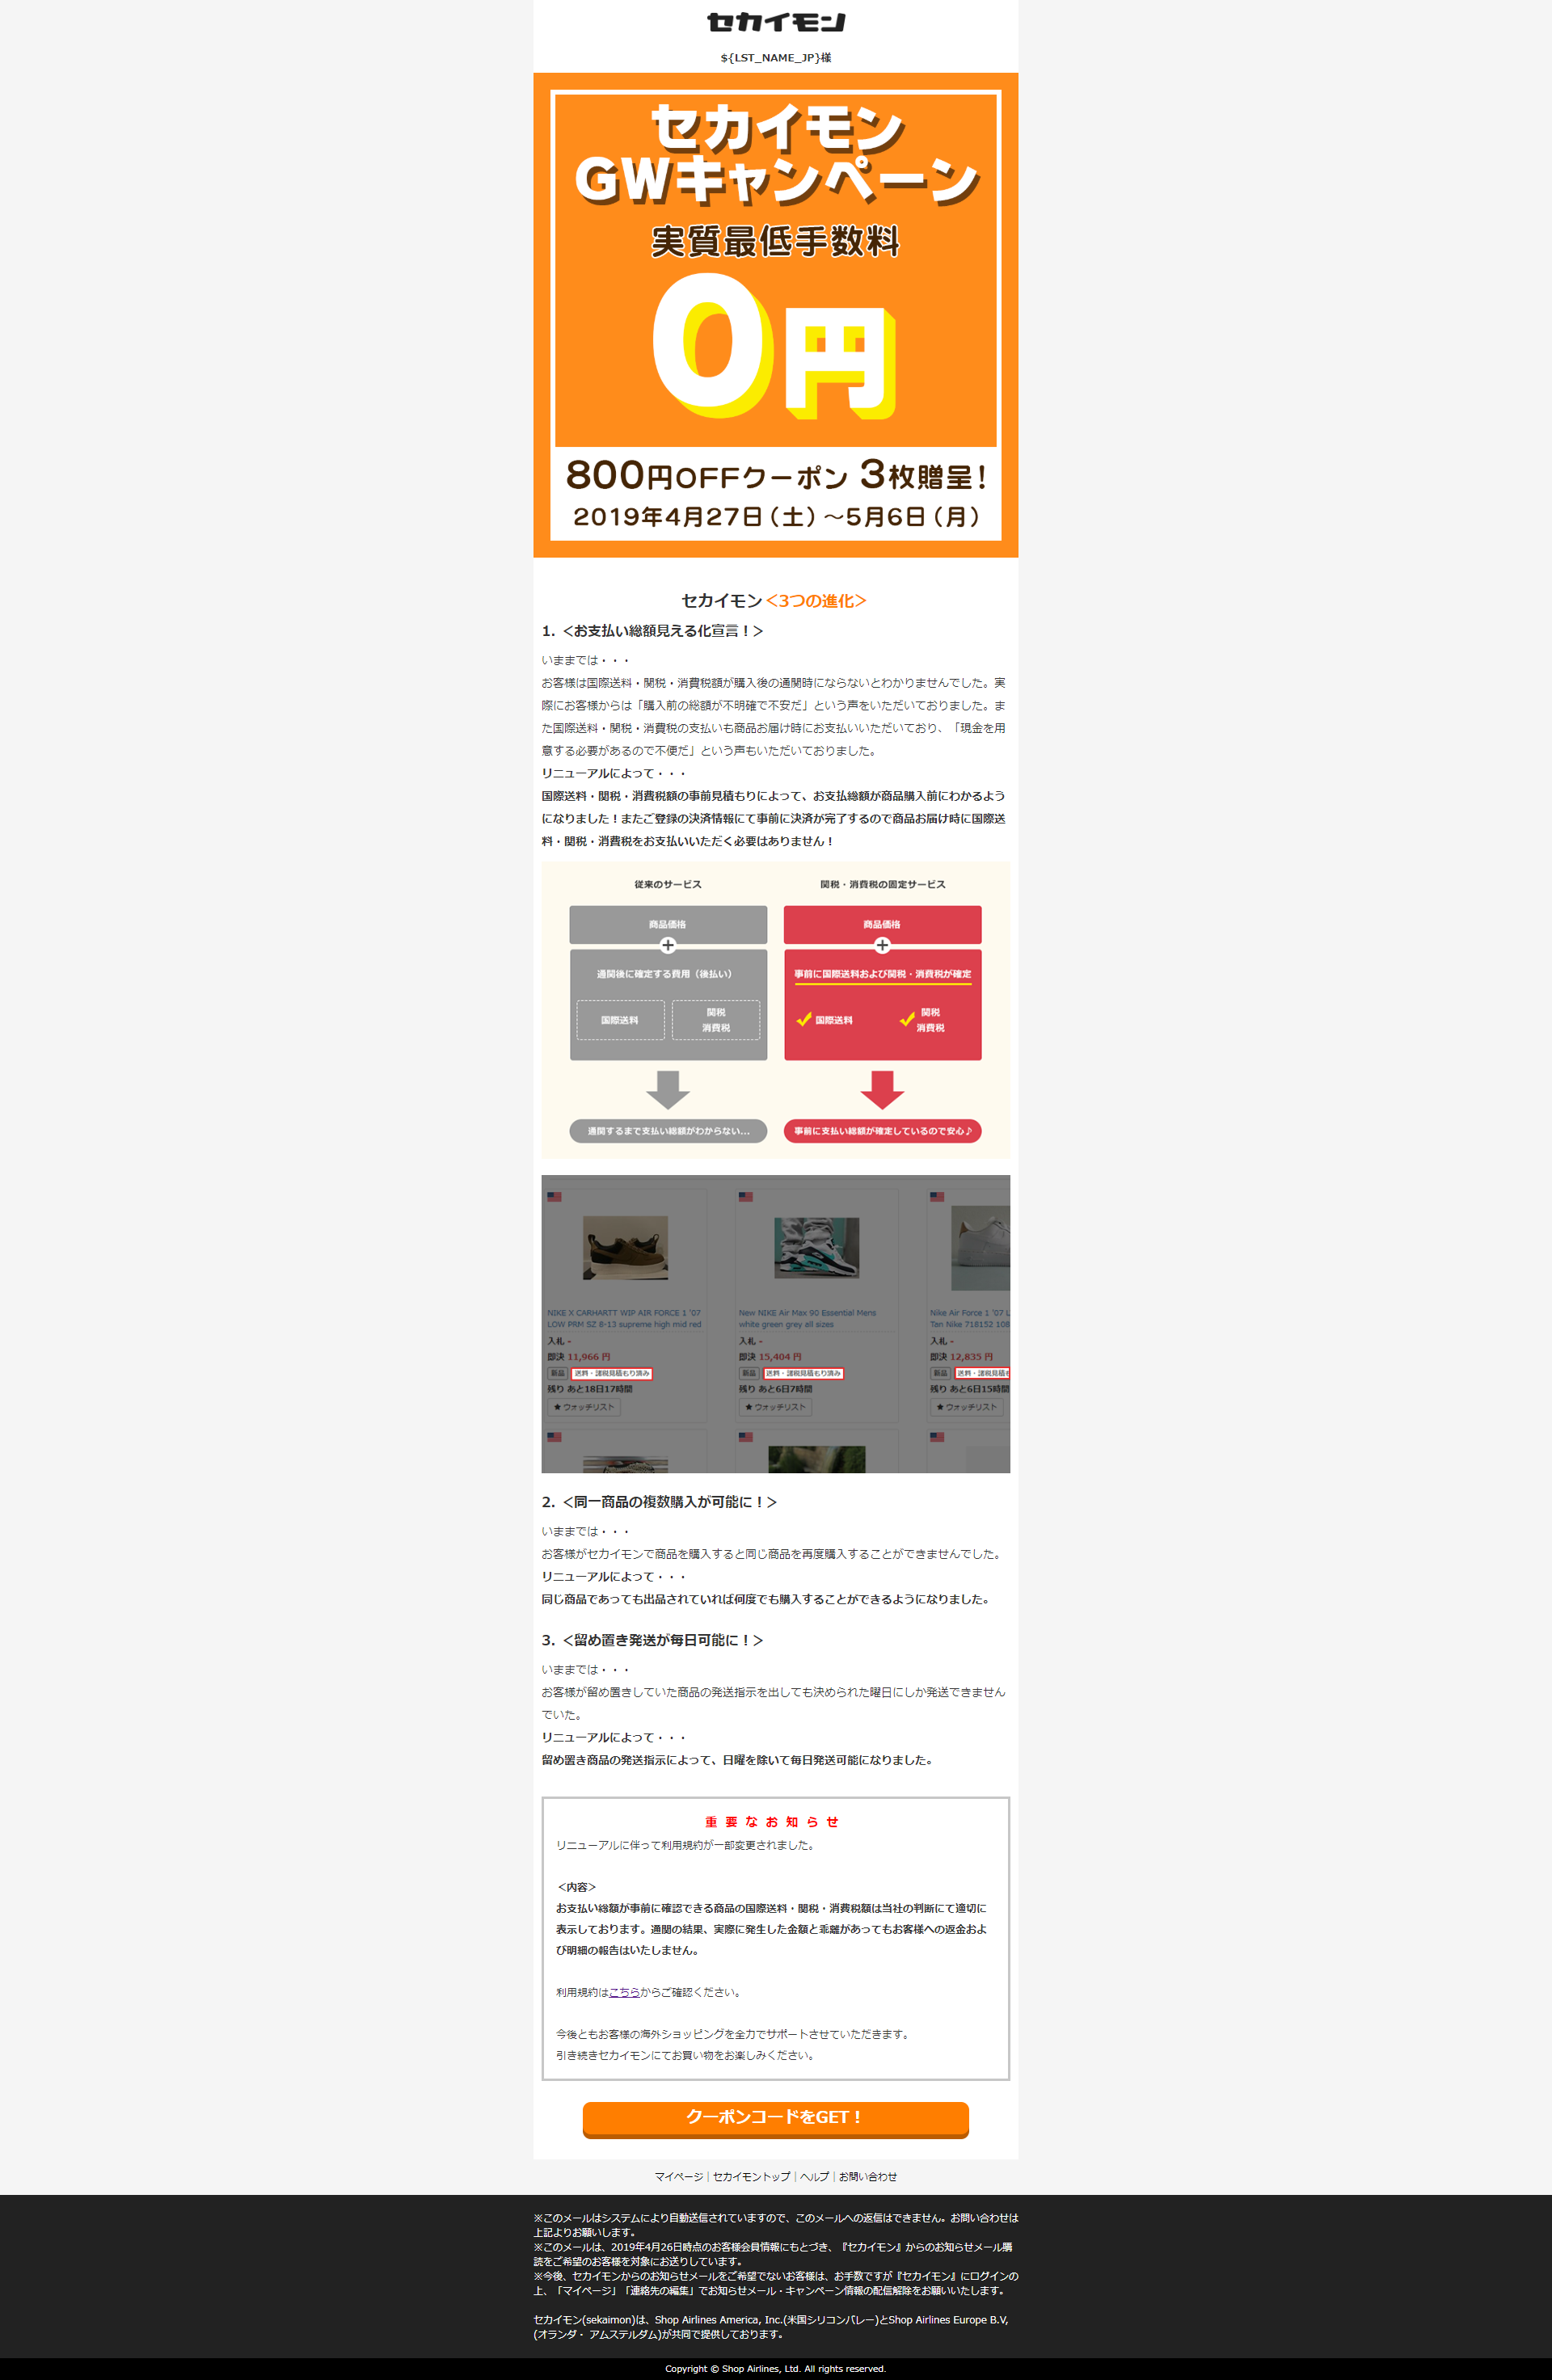 セカイモン
${LST_NAME_JP}様
セカイモン
GWキャンペーン
実質最低手数料
0円
800円OFFクーポン 3枚贈呈!
2019年4月27日(土)～5月6日(月)
セカイモン<3つの進化>
1. <お支払い総額見える化宣言！>
いままでは・・・
お客様は国際送料・関税・消費税額が購入後の通関時にならないとわかりませんでした。実
際にお客様からは「購入前の総額が不明確で不安だ」という声をいただいておりました。ま
た国際送料・関税・消費税の支払いも商品お届け時にお支払いいただいており、「現金を用
意する必要があるので不便だ」という声もいただいておりました。
リニューアルによって・・・
国際送料・関税・消費税額の事前見積もりによって、お支払総額が商品購入前にわかるよう
になりました！またご登録の決済情報にて事前に決済が完了するので商品お届け時に国際送
料・関税・消費税をお支払いいただく必要はありません！
従来のサービス
商品価格
+
通関後に確定する費用（後払い）
国際送料
関税
消費税
通関するまで支払い総額がわからない...
関税・消費税の固定サービス
商品価格
+
事前に国際送料および関税・消費税が確定
国際送料
関税
消費税
事前に支払い総額が確定しているので安心♪
NIKE X CARHARTT WIP AIR FORCE 1 '07
LOW PRM SZ 8-13 supreme high mid red
入札 -
即決 11,966 円
新品 送料・諸税見積もり済み
残り あと18日17時間
★ウォッチリスト
New NIKE Air Max 90 Essential Mens
white green grey all sizes
入札 -
即決 15,404 円
新品 送料・諸税見積もり済み
残り あと6日7時間
★ウォッチリスト
Nike Air Force 1 '07 L
Tan Nike 718152 108
入札 -
即決 12,835 円
新品 送料・諸税見積もり済
残り あと6日15時間
★ウォッチリスト
2. <同一商品の複数購入が可能に！>
いままでは・・・
お客様がセカイモンで商品を購入すると同じ商品を再度購入することができませんでした。
リニューアルによって・・・
同じ商品であっても出品されていれば何度でも購入することができるようになりました。
3. <留め置き発送が毎日可能に！>
いままでは・・・
お客様が留め置きしていた商品の発送指示を出しても決められた曜日にしか発送できません
でいた。
リニューアルによって・・・
留め置き商品の発送指示によって、日曜を除いて毎日発送可能になりました。
重要なお知らせ
リニューアルに伴って利用規約が一部変更されました。
<内容>
お支払い総額が事前に確認できる商品の国際送料・関税・消費税額は当社の判断にて適切に
表示しております。通関の結果、実際に発生した金額と乖離があってもお客様への返金およ
び明細の報告はいたしません。
利用規約はこちらからご確認ください。
今後ともお客様の海外ショッピングを全力でサポートさせていただきます。
引き続きセカイモンにてお買い物をお楽しみください。
クーポンコードをGET！
マイページ｜セカイモントップ｜ヘルプ｜お問い合わせ
※このメールはシステムにより自動送信されていますので、このメールへの返信はできません。お問い合わせは
上記よりお願いします。
※このメールは、2019年4月26日時点のお客様会員情報にもとづき、『セカイモン』からのお知らせメール購
読をご希望のお客様を対象にお送りしています。
※今後、セカイモンからのお知らせメールをご希望でないお客様は、お手数ですが『セカイモン』にログインの
上、「マイページ」「連絡先の編集」でお知らせメール・キャンペーン情報の配信解除をお願いいたします。
セカイモン(sekaimon)は、Shop Airlines America, Inc.(米国シリコンバレー)とShop Airlines Europe B.V,
(オランダ・ アムステルダム)が共同で提供しております。
Copyright © Shop Airlines, Ltd. All rights reserved.